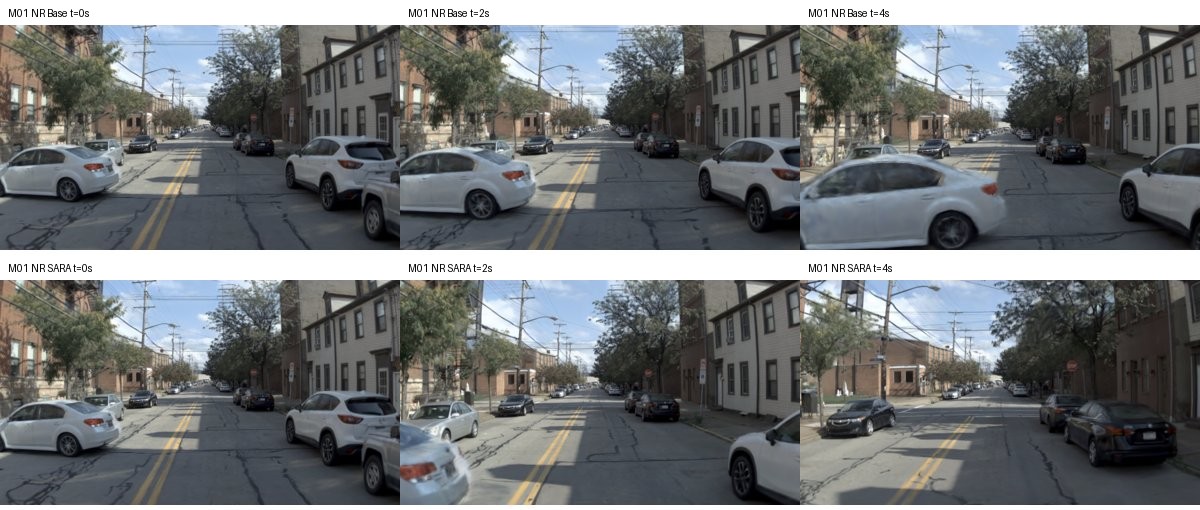 M01 NR Base t=0s
M01 NR Base t=2s
M01 NR Base t=4s
M01 NR SARA t=0s
M01 NR SARA t=2s
M01 NR SARA t=4s